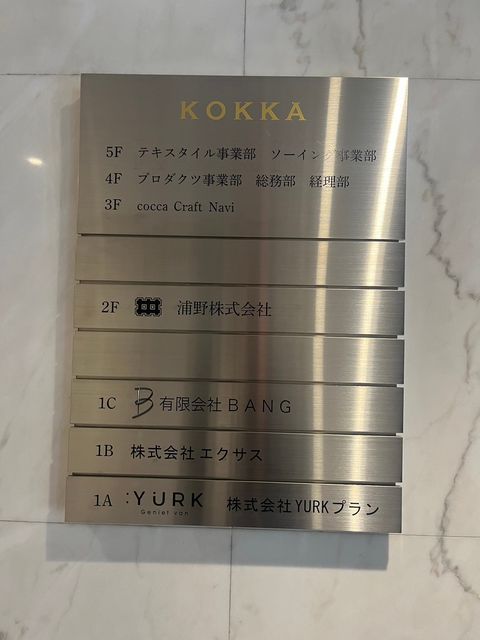 KOKKA
5F テキスタイル事業部 ソーイング事業部
4F プロダクツ事業部 総務部 経理部
3F cocca Craft Navi
2F 浦野株式会社
1C B 有限会社BANG
1B 株式会社エクサス
1A :YÜRK 株式会社YURKプラン
Geniet van